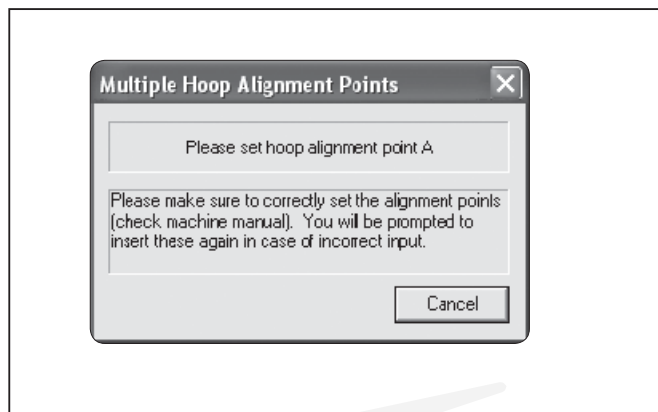 Multiple Hoop Alignment Points
Please set hoop alignment point A
Please make sure to correctly set the alignment points
(check machine manual). You will be prompted to
insert these again in case of incorrect input.
Cancel